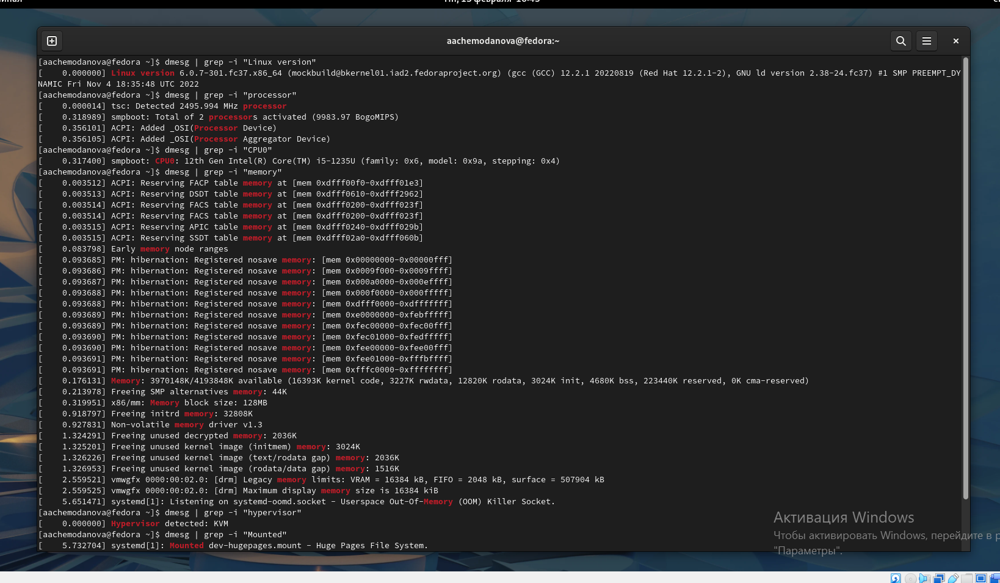 aachemodanova@fedora:~
[aachemodanova@fedora ~]$ dmesg | grep -i "Linux version"
[    0.000000] Linux version 6.0.7-301.fc37.x86_64 (mockbuild@bkernel01.iad2.fedoraproject.org) (gcc (GCC) 12.2.1 20220819 (Red Hat 12.2.1-2), GNU ld version 2.38-24.fc37) #1 SMP PREEMPT_DY
NAMIC Fri Nov 4 18:35:48 UTC 2022
[aachemodanova@fedora ~]$ dmesg | grep -i "processor"
[    0.000014] tsc: Detected 2495.994 MHz processor
[    0.318989] smpboot: Total of 2 processors activated (9983.97 BogoMIPS)
[    0.356101] ACPI: Added _OSI(Processor Device)
[    0.356105] ACPI: Added _OSI(Processor Aggregator Device)
[aachemodanova@fedora ~]$ dmesg | grep -i "CPU0"
[    0.317400] smpboot: CPU0: 12th Gen Intel(R) Core(TM) i5-1235U (family: 0x6, model: 0x9a, stepping: 0x4)
[aachemodanova@fedora ~]$ dmesg | grep -i "memory"
[    0.003512] ACPI: Reserving FACP table memory at [mem 0xdfff00f0-0xdfff01e3]
[    0.003513] ACPI: Reserving DSDT table memory at [mem 0xdfff0610-0xdfff2962]
[    0.003514] ACPI: Reserving FACS table memory at [mem 0xdfff0200-0xdfff023f]
[    0.003514] ACPI: Reserving FACS table memory at [mem 0xdfff0200-0xdfff023f]
[    0.003515] ACPI: Reserving APIC table memory at [mem 0xdfff0240-0xdfff029b]
[    0.003515] ACPI: Reserving SSDT table memory at [mem 0xdfff02a0-0xdfff060b]
[    0.083798] Early memory node ranges
[    0.093685] PM: hibernation: Registered nosave memory: [mem 0x00000000-0x00000fff]
[    0.093686] PM: hibernation: Registered nosave memory: [mem 0x0009f000-0x0009ffff]
[    0.093687] PM: hibernation: Registered nosave memory: [mem 0x000a0000-0x000effff]
[    0.093688] PM: hibernation: Registered nosave memory: [mem 0x000f0000-0x000fffff]
[    0.093688] PM: hibernation: Registered nosave memory: [mem 0xdfff0000-0xdfffffff]
[    0.093689] PM: hibernation: Registered nosave memory: [mem 0xe0000000-0xfebfffff]
[    0.093689] PM: hibernation: Registered nosave memory: [mem 0xfec00000-0xfec00fff]
[    0.093690] PM: hibernation: Registered nosave memory: [mem 0xfec01000-0xfedfffff]
[    0.093690] PM: hibernation: Registered nosave memory: [mem 0xfee00000-0xfee00fff]
[    0.093691] PM: hibernation: Registered nosave memory: [mem 0xfee01000-0xfffbffff]
[    0.093691] PM: hibernation: Registered nosave memory: [mem 0xfffc0000-0xffffffff]
[    0.176131] Memory: 3970148K/4193848K available (16393K kernel code, 3227K rwdata, 12820K rodata, 3024K init, 4680K bss, 223440K reserved, 0K cma-reserved)
[    0.213978] Freeing SMP alternatives memory: 44K
[    0.319951] x86/mm: Memory block size: 128MB
[    0.918797] Freeing initrd memory: 32808K
[    0.927831] Non-volatile memory driver v1.3
[    1.324291] Freeing unused decrypted memory: 2036K
[    1.325201] Freeing unused kernel image (initmem) memory: 3024K
[    1.326226] Freeing unused kernel image (text/rodata gap) memory: 2036K
[    1.326953] Freeing unused kernel image (rodata/data gap) memory: 1516K
[    2.559521] vmwgfx 0000:00:02.0: [drm] Legacy memory limits: VRAM = 16384 kB, FIFO = 2048 kB, surface = 507904 kB
[    2.559525] vmwgfx 0000:00:02.0: [drm] Maximum display memory size is 16384 kiB
[    5.651471] systemd[1]: Listening on systemd-oomd.socket - Userspace Out-Of-Memory (OOM) Killer Socket.
[aachemodanova@fedora ~]$ dmesg | grep -i "hypervisor"
[    0.000000] Hypervisor detected: KVM
[aachemodanova@fedora ~]$ dmesg | grep -i "Mounted"
[    5.732704] systemd[1]: Mounted dev-hugepages.mount - Huge Pages File System.
Активация Windows
Чтобы активировать Windows, перейдите в
"Параметры".